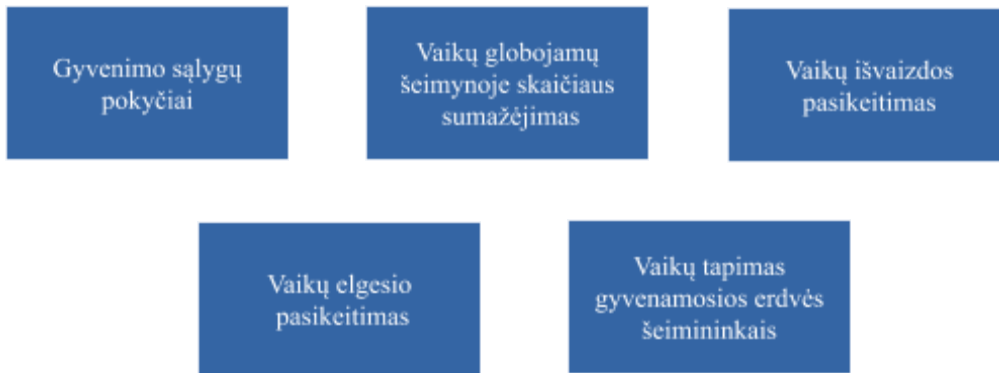 Gyvenimo sąlygų
pokyčiai
Vaikų globojamų
šeimynoje skaičiaus
sumažėjimas
Vaikų išvaizdos
pasikeitimas
Vaikų elgesio
pasikeitimas
Vaikų tapimas
gyvenamosios erdvės
šeimininkais